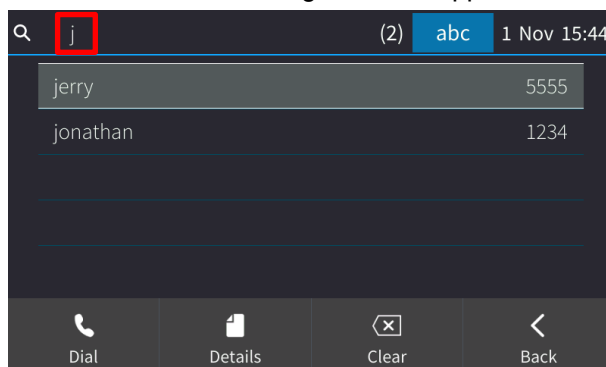 j (2) abc 1 Nov 15:44
jerry 5555
jonathan 1234
Dial Details Clear Back